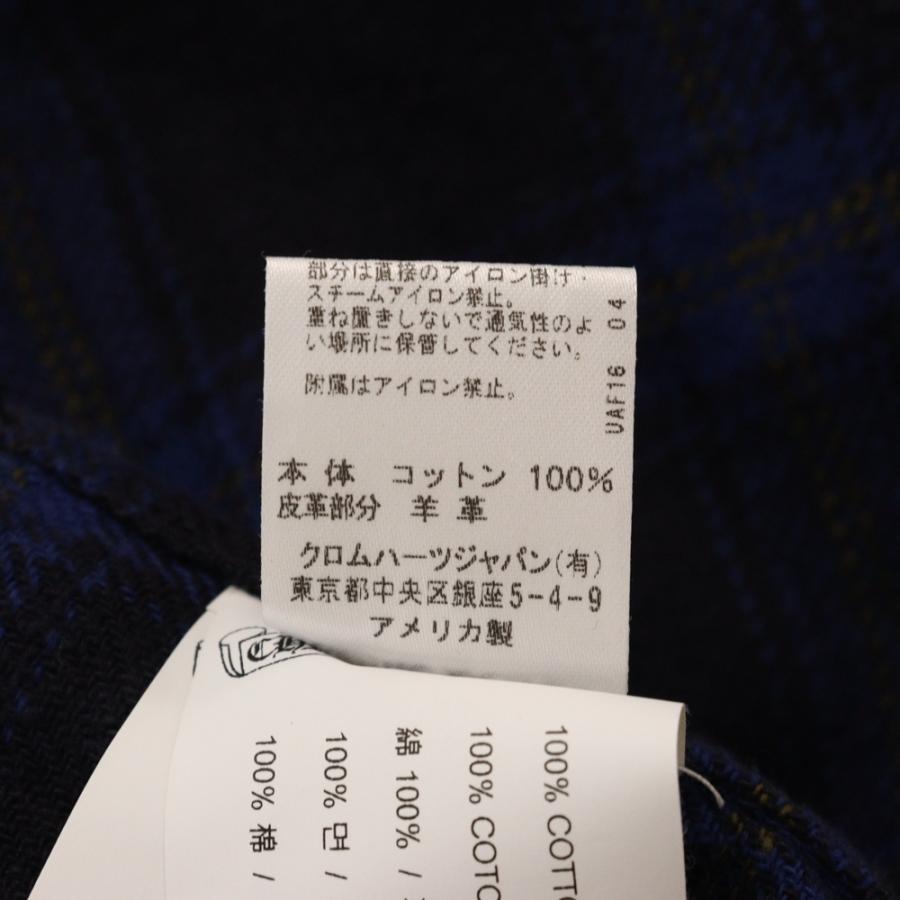 部分は直接のアイロン掛け・
スチームアイロン禁止。
重ね置きしないで通気性のよ
い場所に保管してください。
附属はアイロン禁止。
UAF16 04
本体 コットン 100%
皮革部分 羊革
クロムハーツジャパン(有)
東京都中央区銀座5-4-9
アメリカ製
100% COTTO
100% COTO
綿 100% /
100% 면 /
100% 棉 /